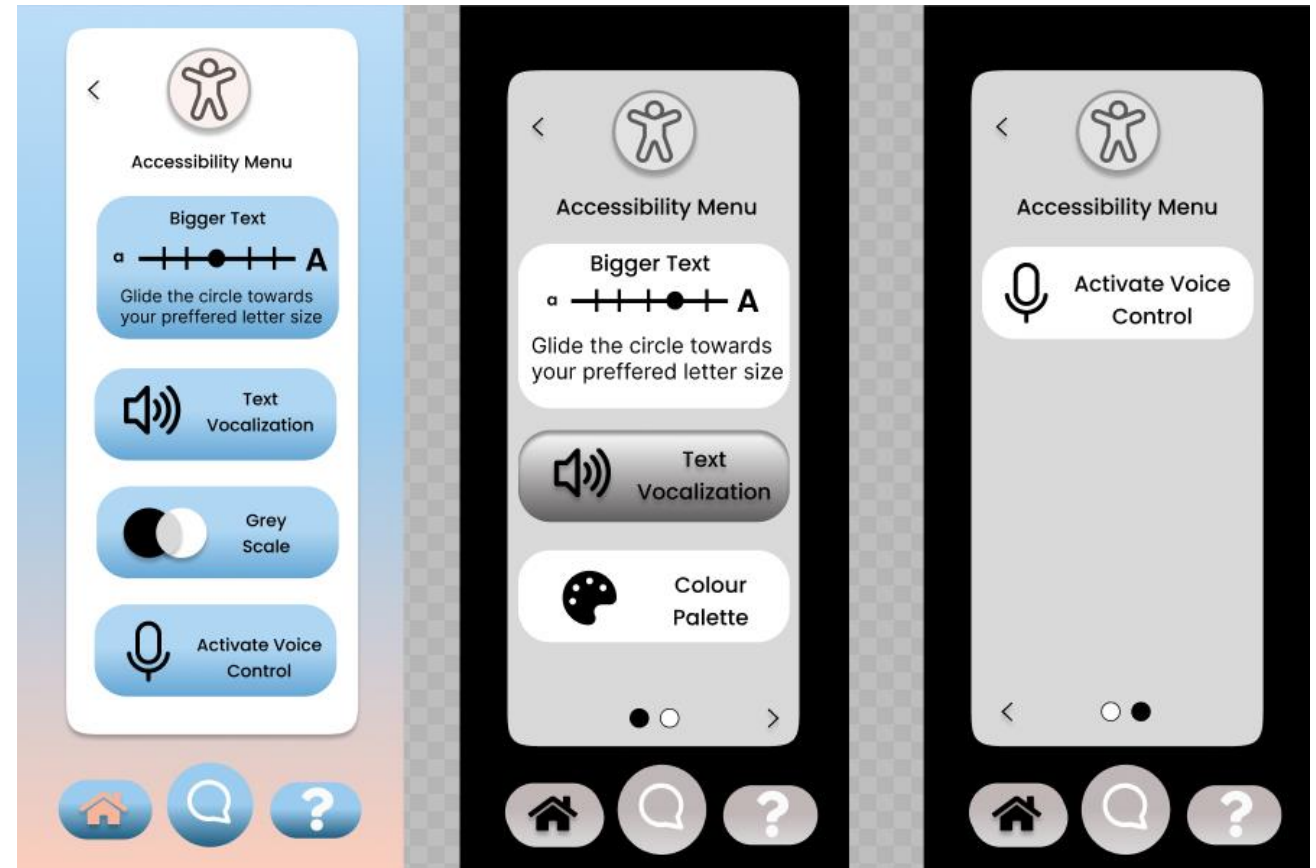 Accessibility Menu
Bigger Text
a A
Glide the circle towards
your preffered letter size
Text
Vocalization
Grey
Scale
Activate Voice
Control
?
Accessibility Menu
Bigger Text
a A
Glide the circle towards
your preffered letter size
Text
Vocalization
Colour
Palette
?
Accessibility Menu
Activate Voice
Control
?